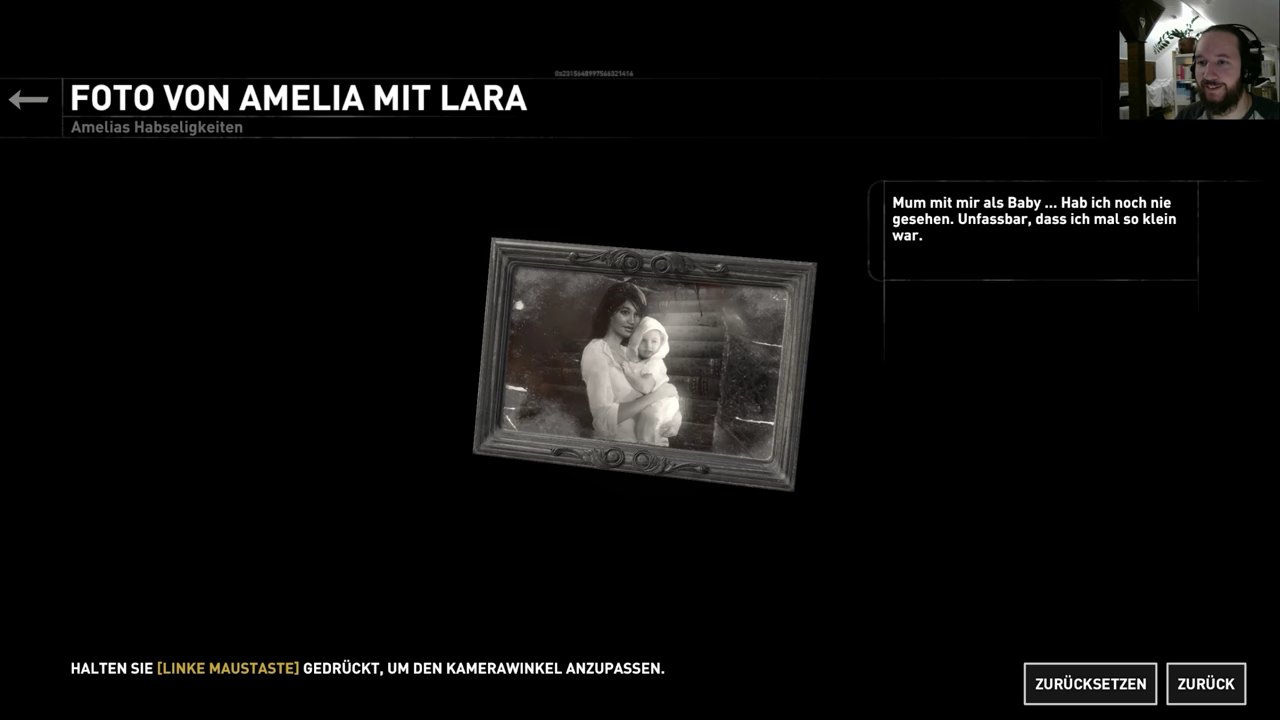 FOTO VON AMELIA MIT LARA
Amelias Habseligkeiten
Mum mit mir als Baby ... Hab ich noch nie
gesehen. Unfassbar, dass ich mal so klein
war.
HALTEN SIE [LINKE MAUSTASTE] GEDRÜCKT, UM DEN KAMERAWINKEL ANZUPASSEN.
ZURÜCKSETZEN
ZURÜCK